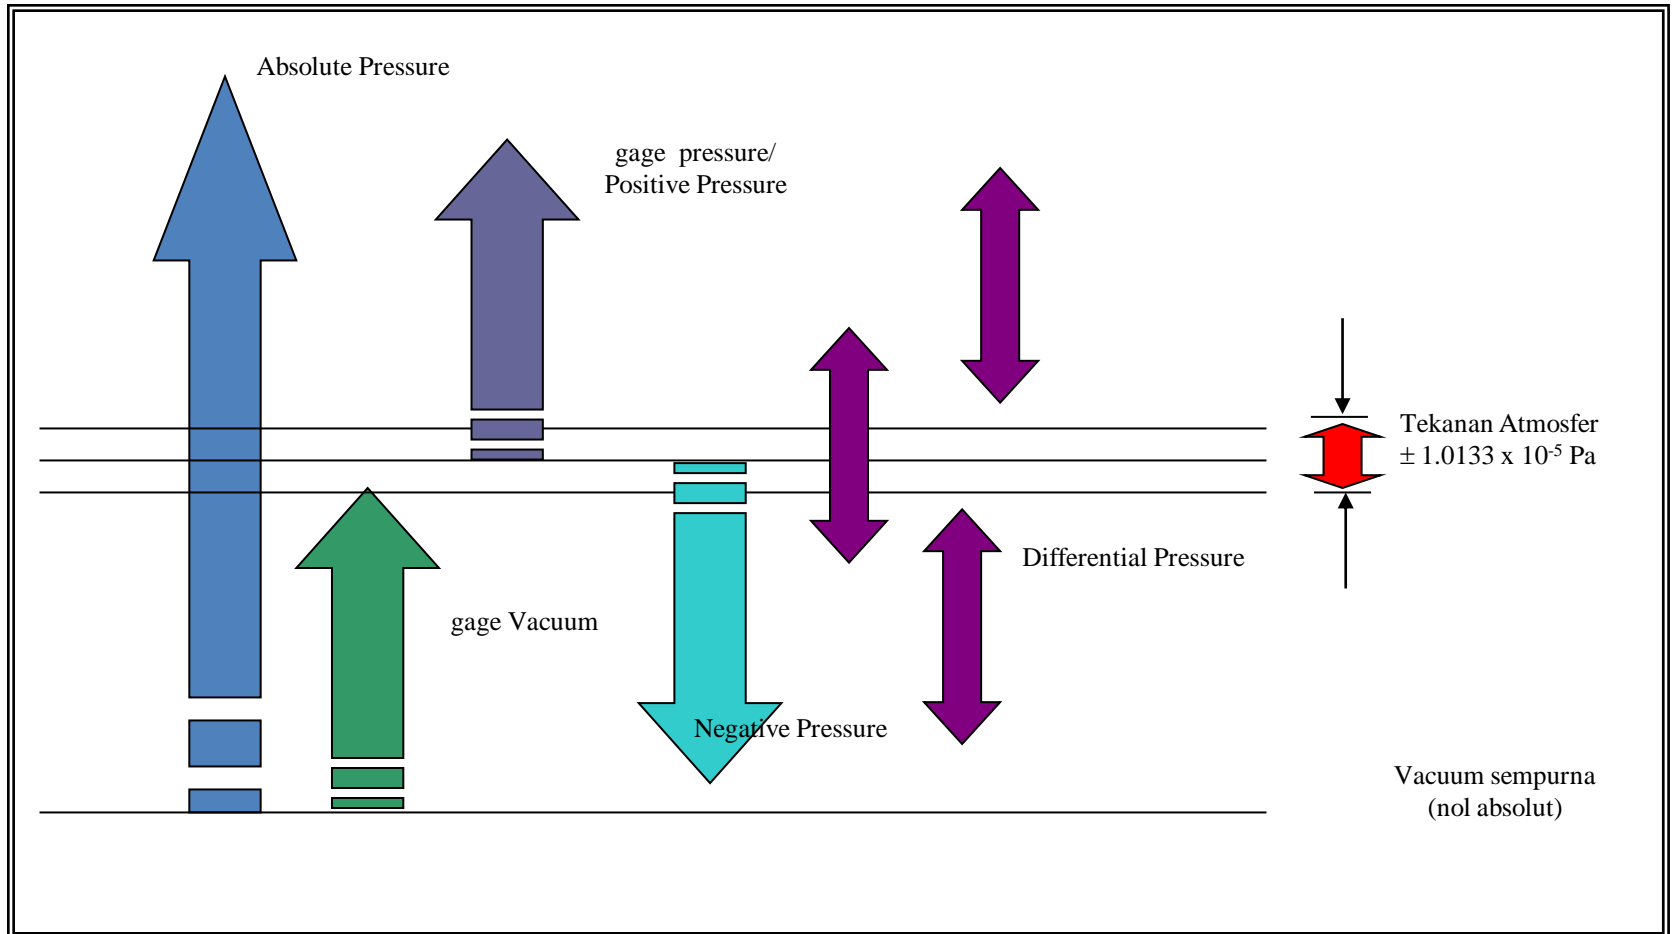 Absolute Pressure
gage pressure/
Positive Pressure
Tekanan Atmosfer
± 1.0133 x 10⁻⁵ Pa
Differential Pressure
gage Vacuum
Negative Pressure
Vacuum sempurna
(nol absolut)